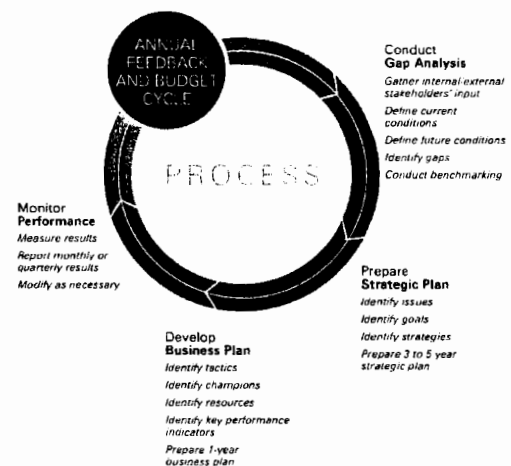 ANNUAL
FEEDBACK
AND BUDGET
CYCLE
PROCESS
Conduct
Gap Analysis
Gather internal-external
stakeholders' input
Define current
conditions
Define future conditions
Identify gaps
Conduct benchmarking
Prepare
Strategic Plan
Identify issues
Identify goals
Identify strategies
Prepare 3 to 5 year
strategic plan
Develop
Business Plan
Identify tactics
Identify champions
Identify resources
Identify key performance
indicators
Prepare 1-year
business plan
Monitor
Performance
Measure results
Report monthly or
quarterly results
Modify as necessary